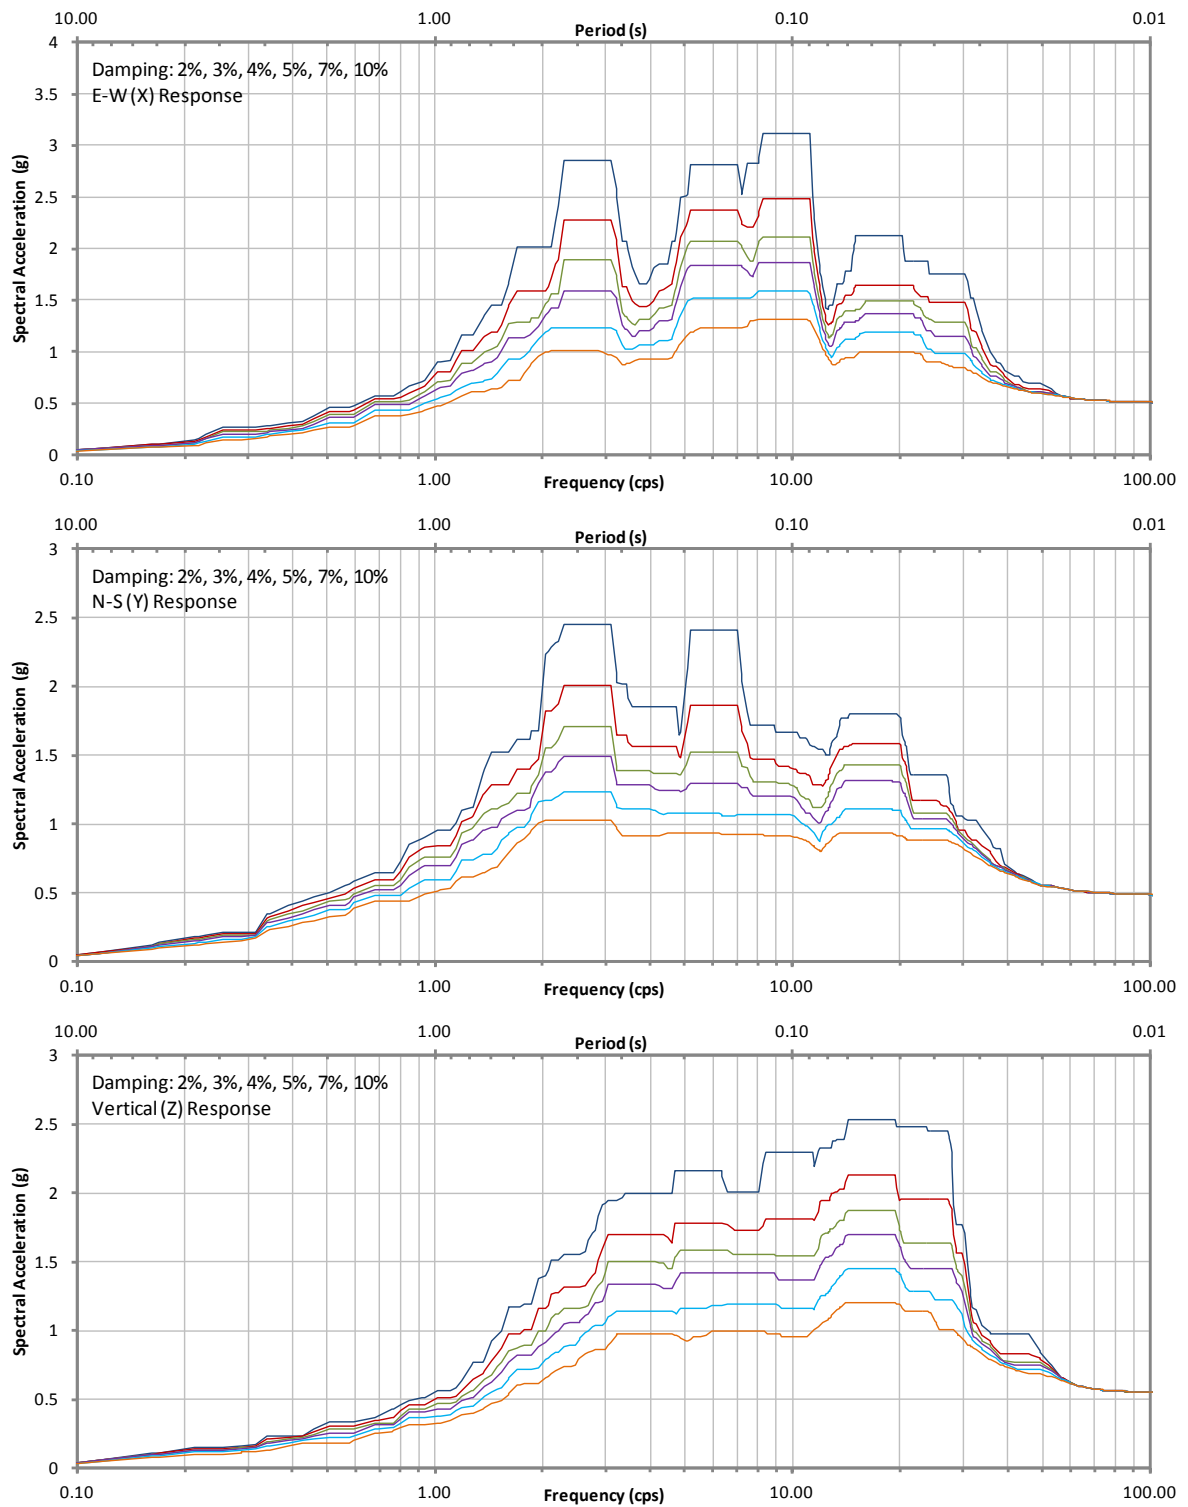 10.00 1.00 0.10 0.01
Period (s)
4
Damping: 2%, 3%, 4%, 5%, 7%, 10%
E-W (X) Response
3.5
3
2.5
Spectral Acceleration (g)
2
1.5
1
0.5
0
0.10 1.00 10.00 100.00
Frequency (cps)
10.00 1.00 0.10 0.01
Period (s)
3
Damping: 2%, 3%, 4%, 5%, 7%, 10%
N-S (Y) Response
2.5
2
Spectral Acceleration (g)
1.5
1
0.5
0
0.10 1.00 10.00 100.00
Frequency (cps)
10.00 1.00 0.10 0.01
Period (s)
3
Damping: 2%, 3%, 4%, 5%, 7%, 10%
Vertical (Z) Response
2.5
2
Spectral Acceleration (g)
1.5
1
0.5
0
0.10 1.00 10.00 100.00
Frequency (cps)